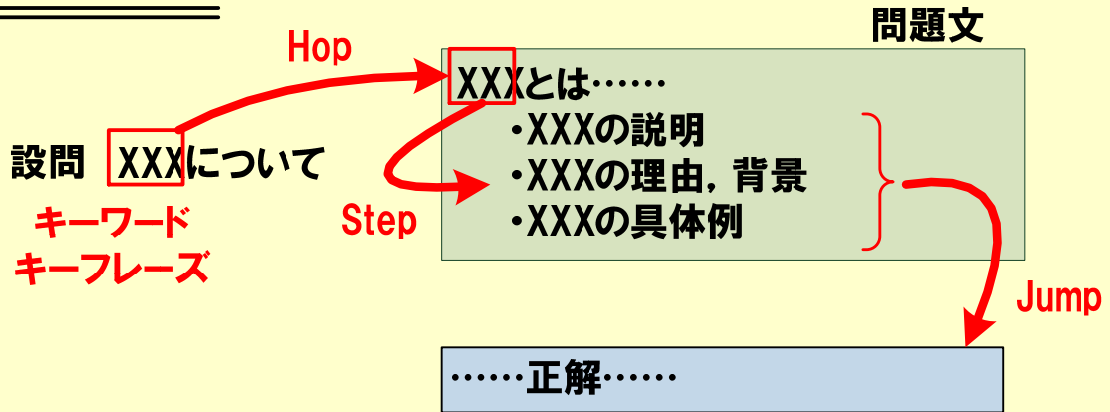 問題文
Hop
XXXとは……
・XXXの説明
設問 XXXについて
・XXXの理由，背景
キーワード
Step
・XXXの具体例
キーフレーズ
Jump
……正解……